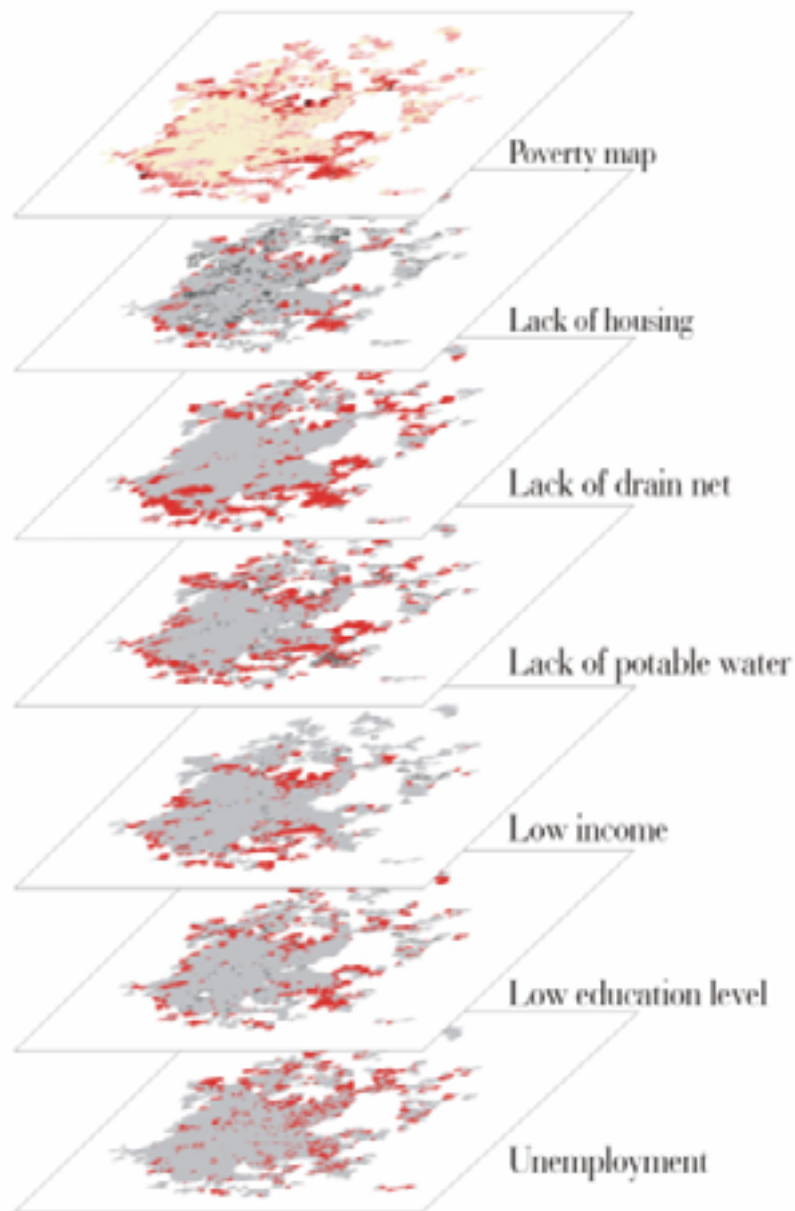 Poverty map
Lack of housing
Lack of drain net
Lack of potable water
Low income
Low education level
Unemployment